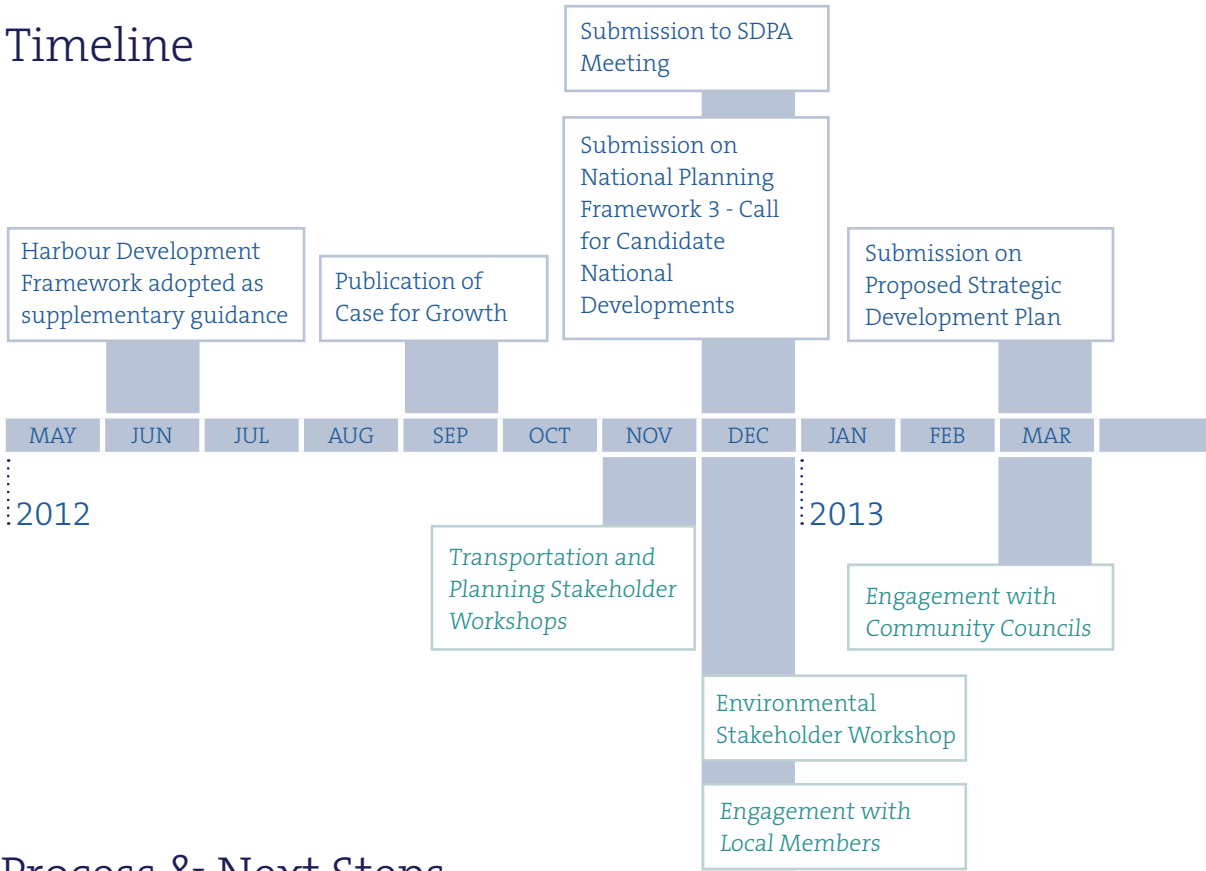 Timeline
Submission to SDPA
Meeting
Submission on
National Planning
Framework 3 - Call
for Candidate
National
Developments
Harbour Development
Framework adopted as
supplementary guidance
Publication of
Case for Growth
Submission on
Proposed Strategic
Development Plan
MAY JUN JUL AUG SEP OCT NOV DEC JAN FEB MAR
2012 2013
Transportation and
Planning Stakeholder
Workshops
Engagement with
Community Councils
Environmental
Stakeholder Workshop
Engagement with
Local Members
Process & Next Steps